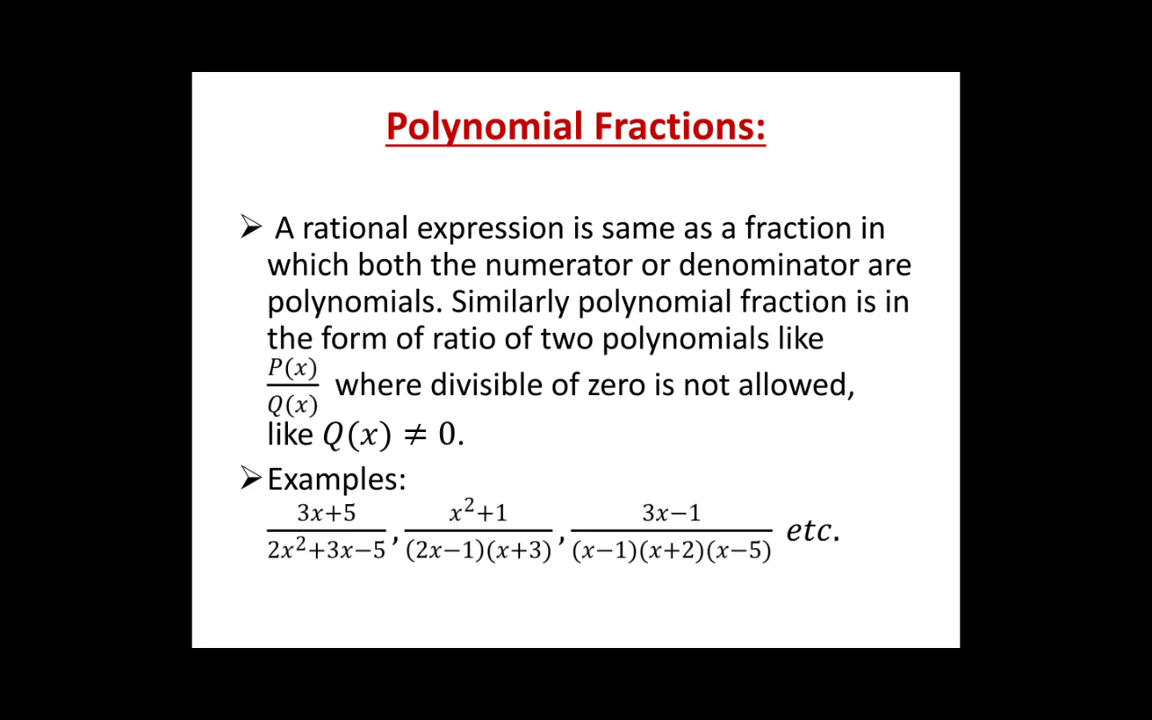 Polynomial Fractions:
➢ A rational expression is same as a fraction in
which both the numerator or denominator are
polynomials. Similarly polynomial fraction is in
the form of ratio of two polynomials like
P(x)/Q(x) where divisible of zero is not allowed,
like Q(x) ≠ 0.
➢Examples:
3x+5/2x²+3x−5, x²+1/(2x−1)(x+3), 3x−1/(x−1)(x+2)(x−5) etc.